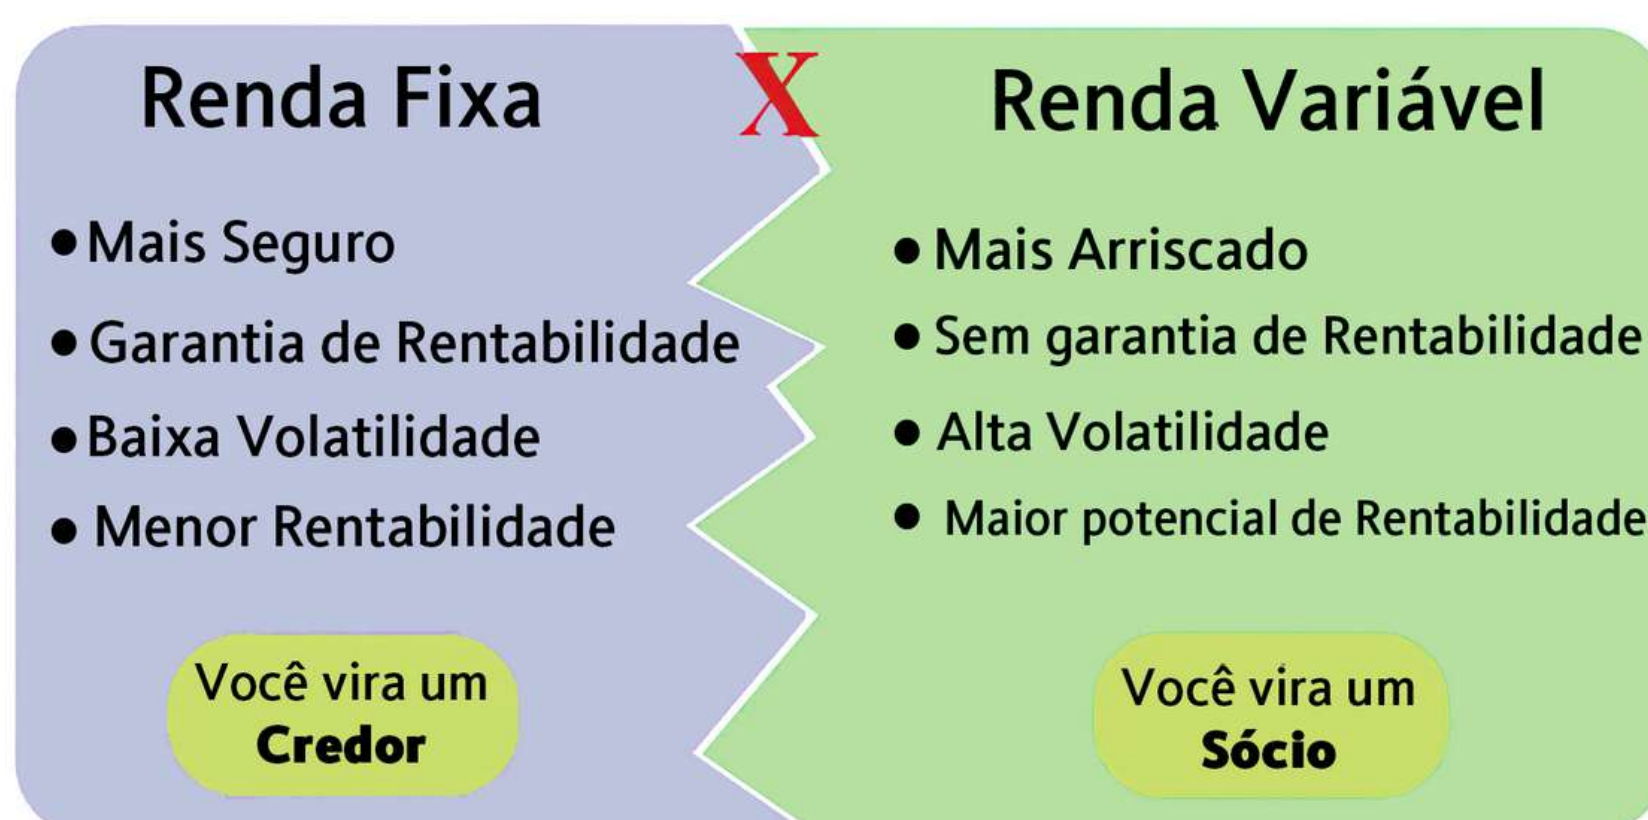 Renda Fixa
X
Renda Variável
● Mais Seguro
● Garantia de Rentabilidade
● Baixa Volatilidade
● Menor Rentabilidade
Você vira um
Credor
● Mais Arriscado
● Sem garantia de Rentabilidade
● Alta Volatilidade
● Maior potencial de Rentabilidade
Você vira um
Sócio